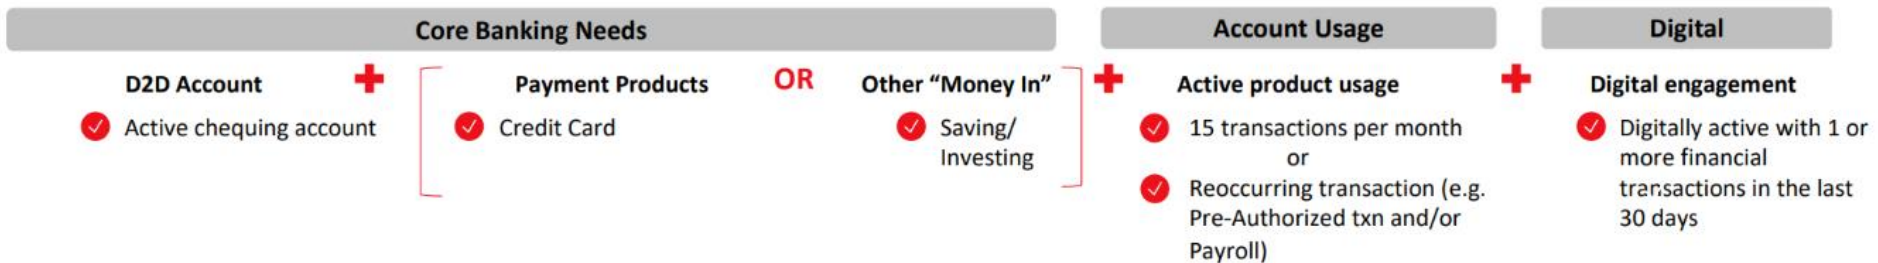 Core Banking Needs
Account Usage
Digital
D2D Account
Payment Products
OR
Other “Money In”
Active product usage
Digital engagement
Active chequing account
Credit Card
Saving/
Investing
15 transactions per month
or
Reoccurring transaction (e.g.
Pre-Authorized txn and/or
Payroll)
Digitally active with 1 or
more financial
transactions in the last
30 days